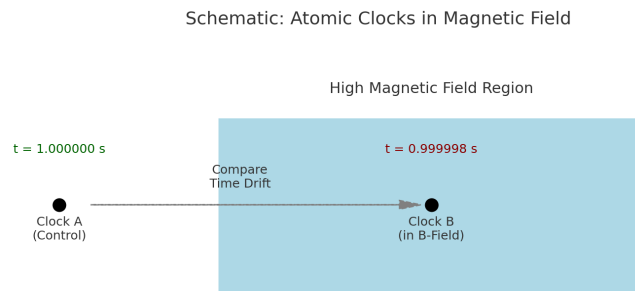 Schematic: Atomic Clocks in Magnetic Field
High Magnetic Field Region
t = 1.000000 s
t = 0.999998 s
Compare
Time Drift
Clock A
(Control)
Clock B
(in B-Field)